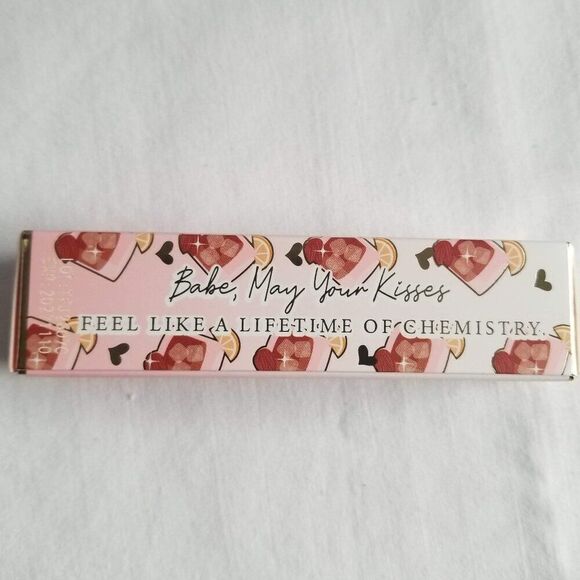 Babe, May Your Kisses
FEEL LIKE A LIFETIME OF CHEMISTRY.